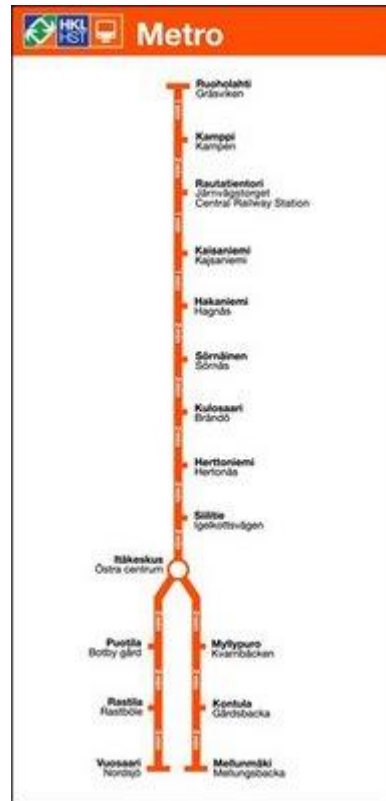 HKL
HST
Metro
Ruoholahti
Gräsviken
Kamppi
Kampen
Rautatientori
Järnvägstorget
Central Railway Station
Kaisaniemi
Kajsaniemi
Hakaniemi
Hagnäs
Sörnäinen
Sörnäs
Kulosaari
Brändö
Herttoniemi
Hertonäs
Siilitie
Igelkottsvägen
Itäkeskus
Östra centrum
Puotila
Botby gård
Myllypuro
Kvarnbäcken
Rastila
Rastböle
Kontula
Gårdsbacka
Vuosaari
Nordsjö
Mellunmäki
Mellungsbacka